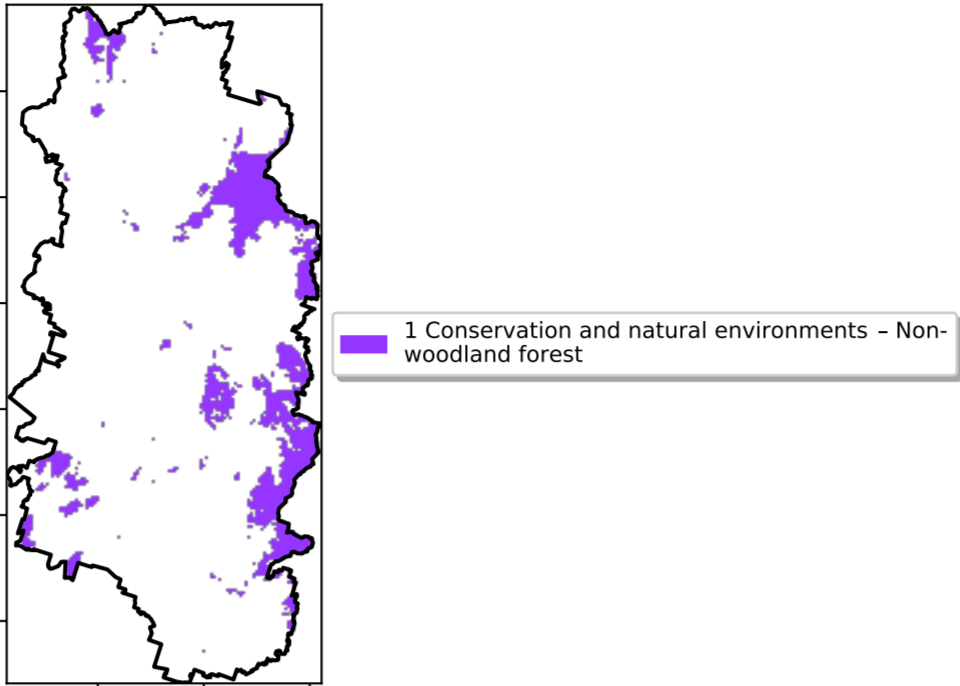 1 Conservation and natural environments – Non-
woodland forest